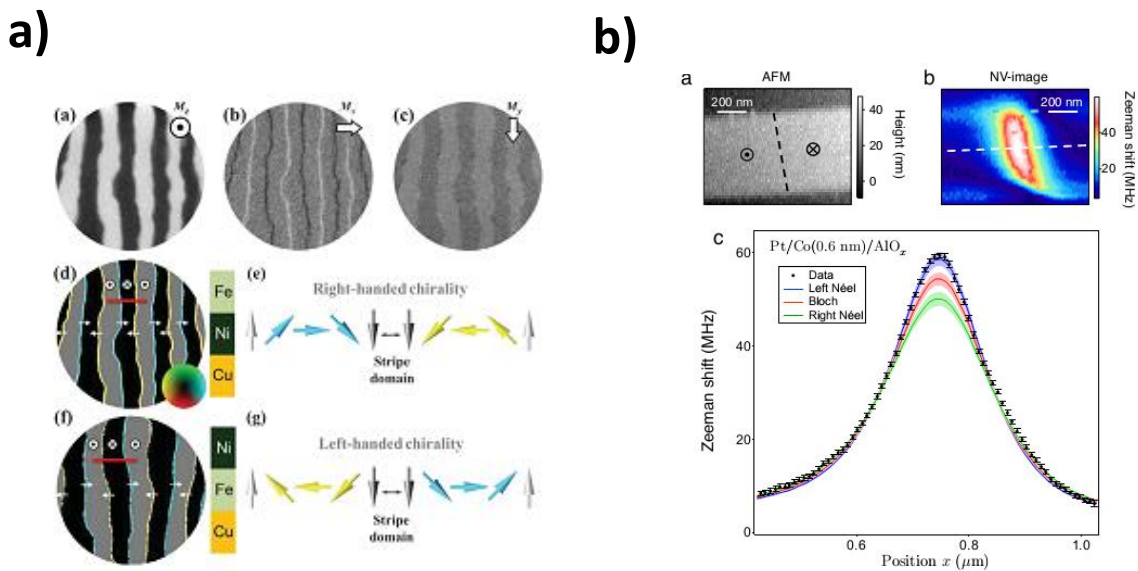 a)
(a)
M_z
(b)
M_x
(c)
M_y
(d)
Fe
Ni
Cu
(e)
Right-handed chirality
Stripe
domain
(f)
Ni
Fe
Cu
(g)
Left-handed chirality
Stripe
domain
b)
a
AFM
200 nm
40
20
0
Height (nm)
b
NV-image
200 nm
40
20
Zeeman shift
(MHz)
c
Pt/Co(0.6 nm)/AlOₓ
Data
Left Néel
Bloch
Right Néel
60
40
20
0
Zeeman shift (MHz)
0.6
0.8
1.0
Position x (μm)